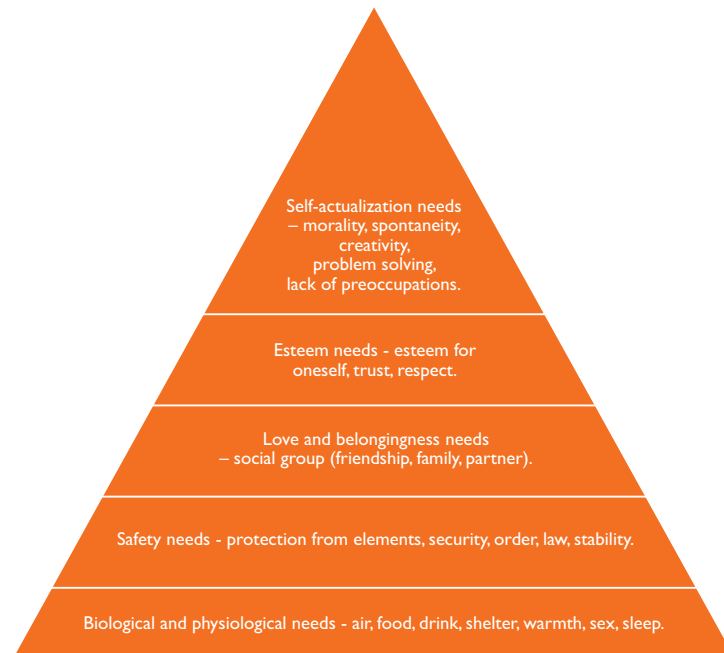 Self-actualization needs
– morality, spontaneity,
creativity,
problem solving,
lack of preoccupations.
Esteem needs - esteem for
oneself, trust, respect.
Love and belongingness needs
– social group (friendship, family, partner).
Safety needs - protection from elements, security, order, law, stability.
Biological and physiological needs - air, food, drink, shelter, warmth, sex, sleep.